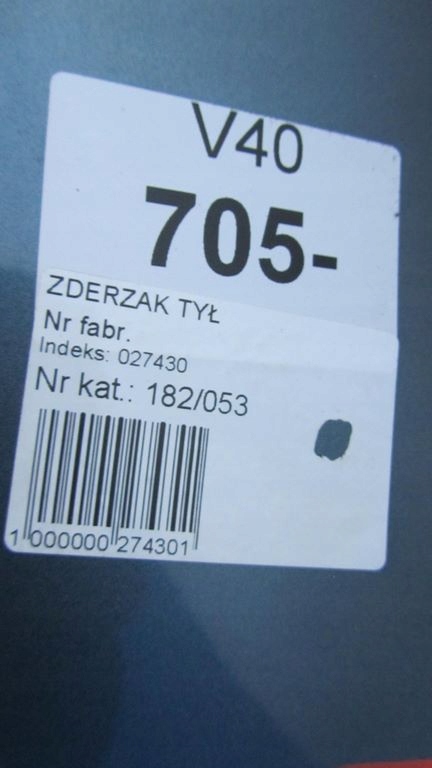 V40
705-
ZDERZAK TYŁ
Nr fabr.
Indeks: 027430
Nr kat.: 182/053
1 000000 274301